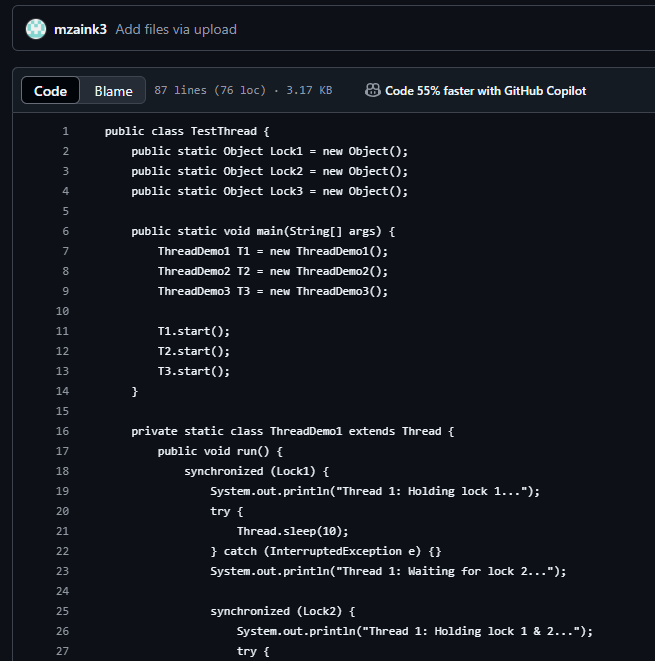 mzaink3 Add files via upload
Code Blame 87 lines (76 loc) · 3.17 KB Code 55% faster with GitHub Copilot
1 public class TestThread {
2 public static Object Lock1 = new Object();
3 public static Object Lock2 = new Object();
4 public static Object Lock3 = new Object();
5
6 public static void main(String[] args) {
7 ThreadDemo1 T1 = new ThreadDemo1();
8 ThreadDemo2 T2 = new ThreadDemo2();
9 ThreadDemo3 T3 = new ThreadDemo3();
10
11 T1.start();
12 T2.start();
13 T3.start();
14 }
15
16 private static class ThreadDemo1 extends Thread {
17 public void run() {
18 synchronized (Lock1) {
19 System.out.println("Thread 1: Holding lock 1...");
20 try {
21 Thread.sleep(10);
22 } catch (InterruptedException e) {}
23 System.out.println("Thread 1: Waiting for lock 2...");
24
25 synchronized (Lock2) {
26 System.out.println("Thread 1: Holding lock 1 & 2...");
27 try {